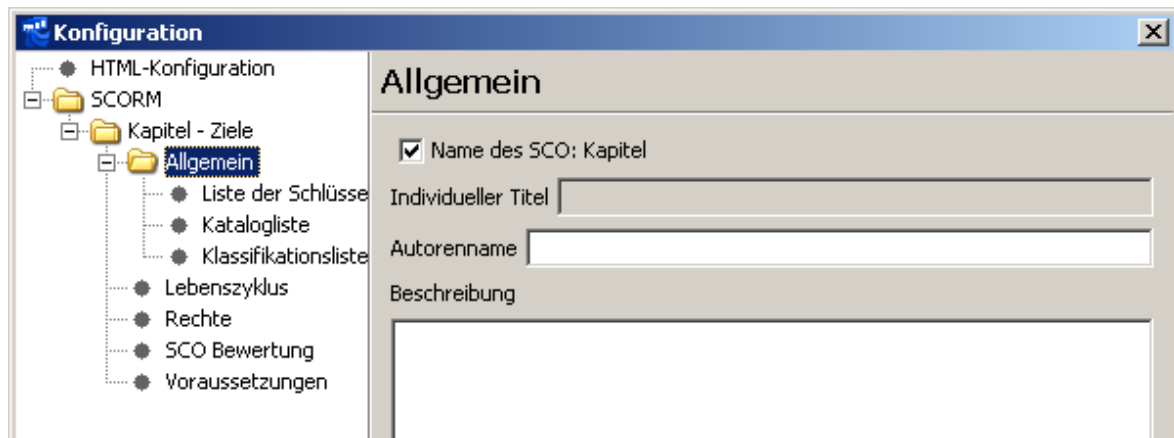 Konfiguration
HTML-Konfiguration
SCORM
Kapitel - Ziele
Allgemein
Liste der Schlüsse
Katalogliste
Klassifikationsliste
Lebenszyklus
Rechte
SCO Bewertung
Voraussetzungen
Allgemein
Name des SCO: Kapitel
Individueller Titel
Autorenname
Beschreibung